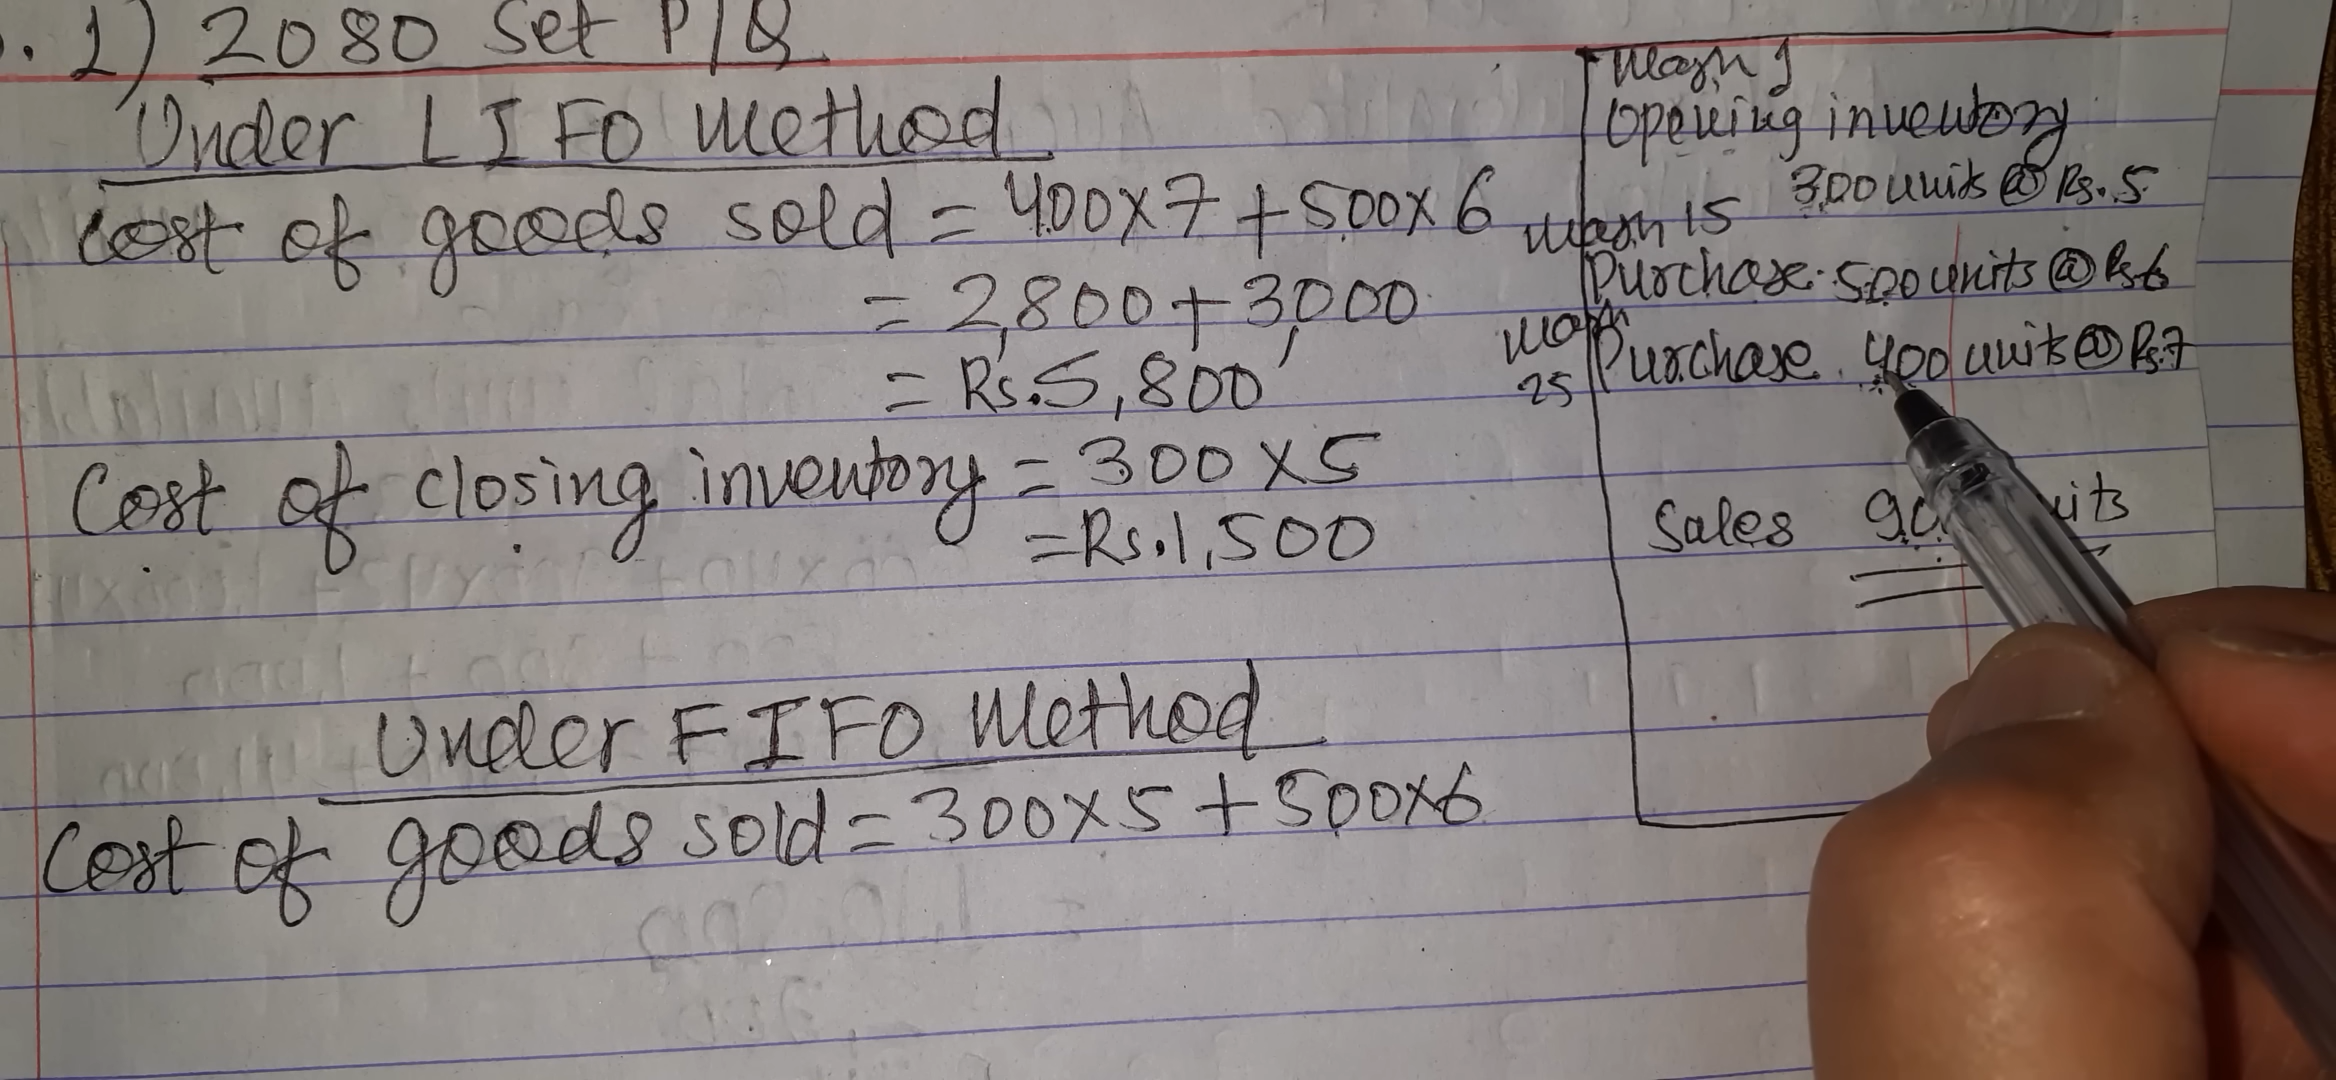 . 1) 2080 Set P/Q
Under LIFO Method
Cost of goods sold = 400×7 + 500×6
= 2,800 + 3,000
= Rs.5,800
Cost of closing inventory = 300×5
= Rs.1,500
Under FIFO Method
Cost of goods sold = 300×5 + 500×6
Opening inventory
300 units @ Rs. 5
15
Purchase. 500 units @ Rs 6
25
Purchase. 400 units @ Rs.7
Sales